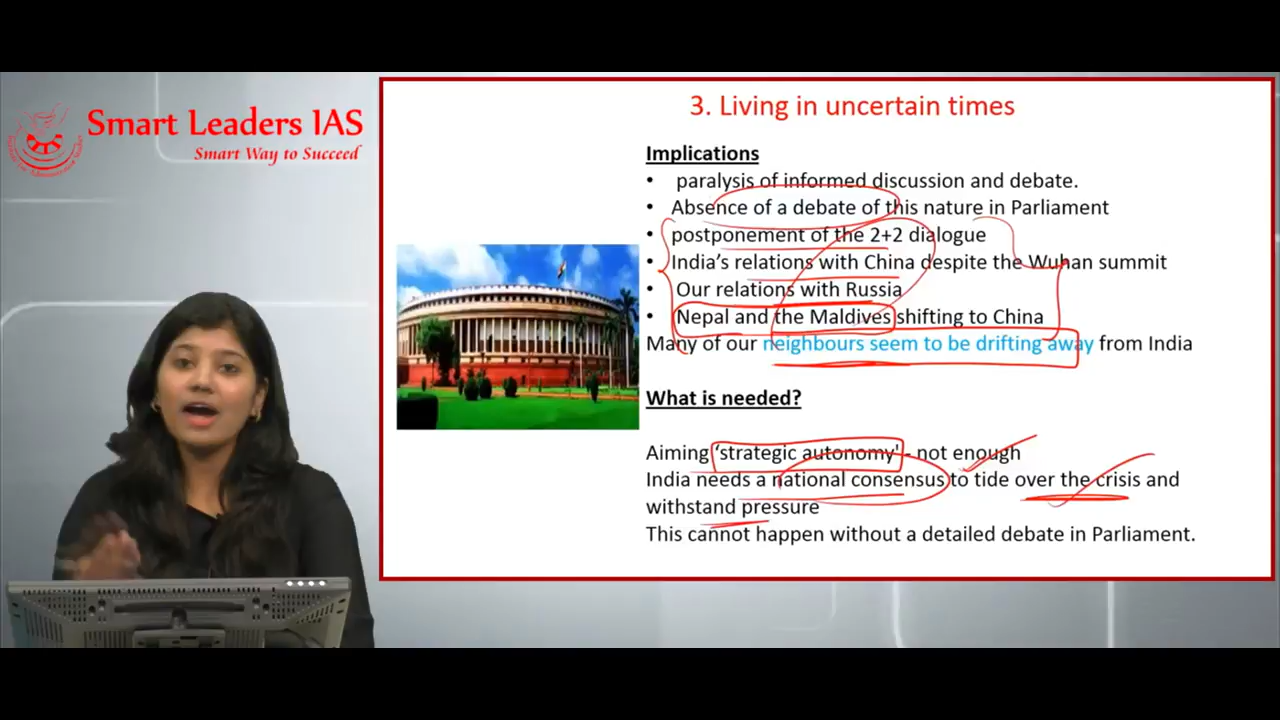 Smart Leaders IAS
Smart Way to Succeed
3. Living in uncertain times
Implications
• paralysis of informed discussion and debate.
• Absence of a debate of this nature in Parliament
• postponement of the 2+2 dialogue
• India's relations with China despite the Wuhan summit
• Our relations with Russia
• Nepal and the Maldives shifting to China
Many of our neighbours seem to be drifting away from India
What is needed?
Aiming 'strategic autonomy' - not enough
India needs a national consensus to tide over the crisis and
withstand pressure
This cannot happen without a detailed debate in Parliament.